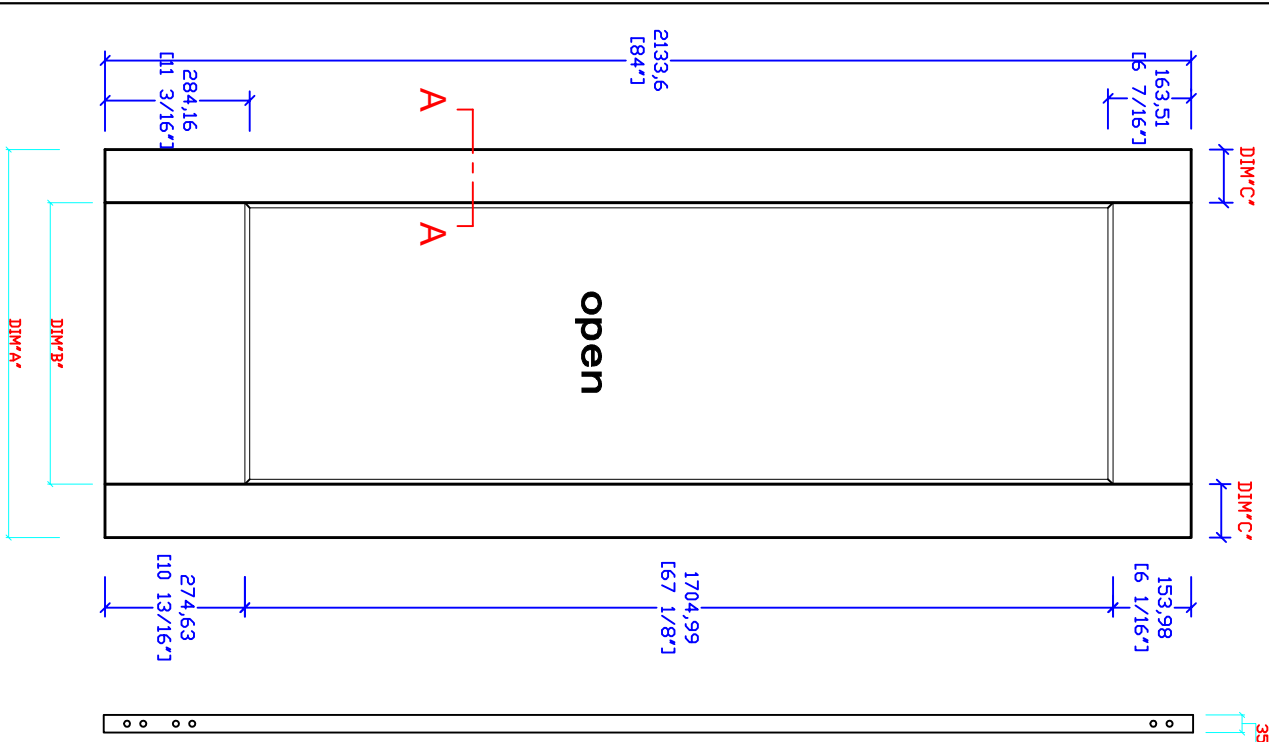 2133,6
[84"]
163,51
[6 7/16"]
284,16
[11 3/16"]
A
A
DIM"C"
DIM"C"
open
DIM"B"
DIM"A"
274,63
[10 13/16"]
1704,99
[67 1/8"]
153,98
[6 1/16"]
35